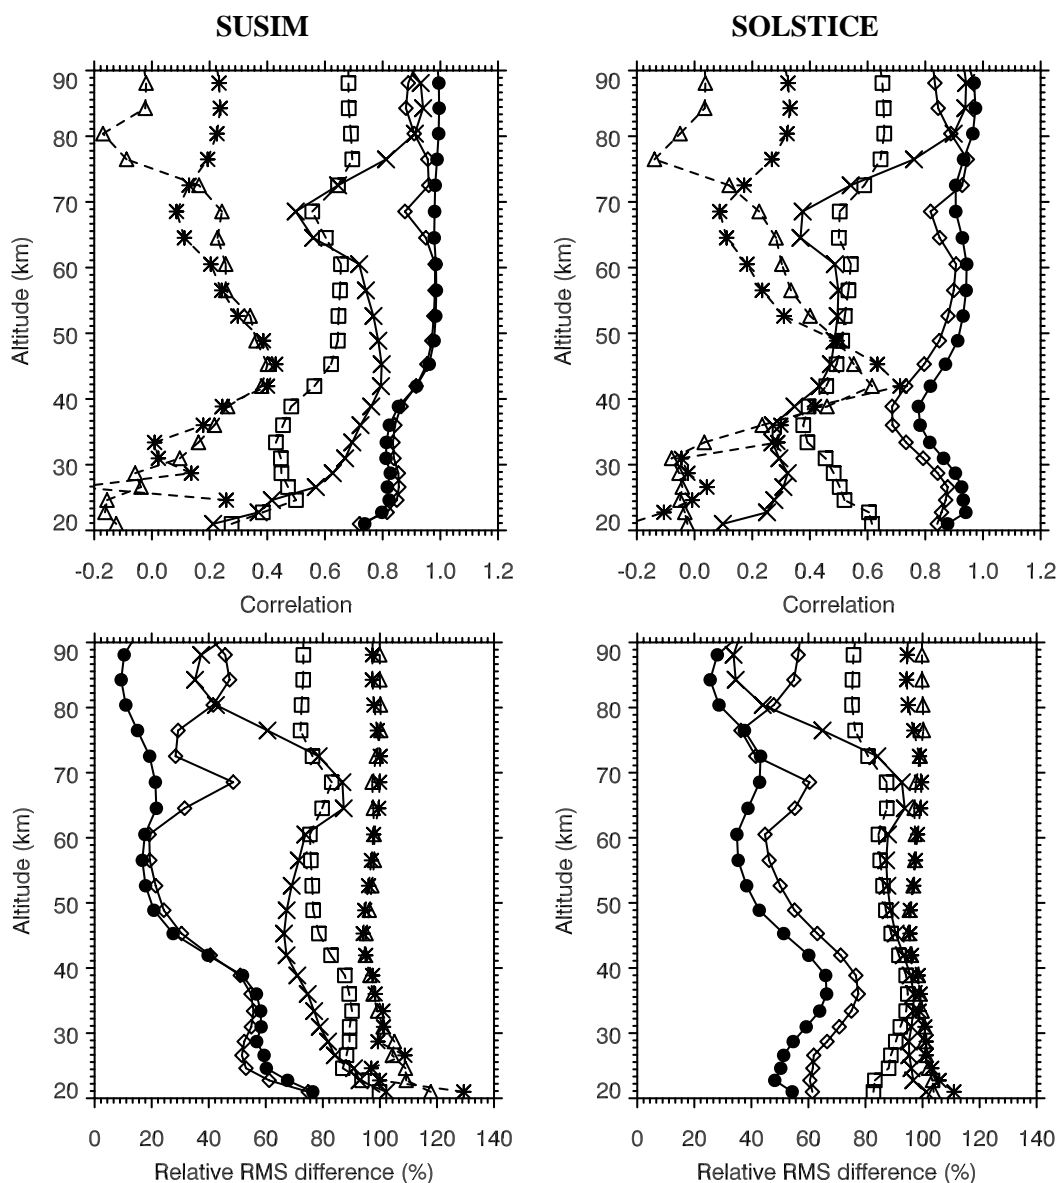 SUSIM SOLSTICE
90 90
80 80
70 70
60 60
50 50
40 40
30 30
20 20
Altitude (km) Altitude (km)
-0.2 0.0 0.2 0.4 0.6 0.8 1.0 1.2 -0.2 0.0 0.2 0.4 0.6 0.8 1.0 1.2
Correlation Correlation
90 90
80 80
70 70
60 60
50 50
40 40
30 30
20 20
Altitude (km) Altitude (km)
0 20 40 60 80 100 120 140 0 20 40 60 80 100 120 140
Relative RMS difference (%) Relative RMS difference (%)